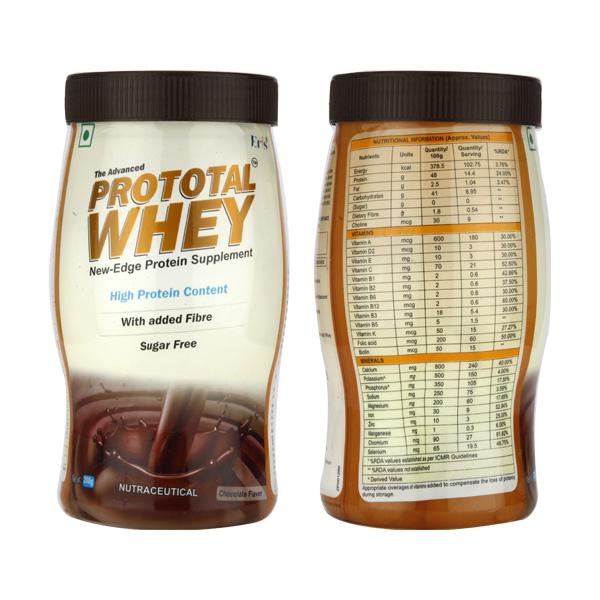 Eris
The Advanced
PROTOTAL™
WHEY
New-Edge Protein Supplement
High Protein Content
With added Fibre
Sugar Free
NUTRACEUTICAL
Chocolate Flavor
NUTRITIONAL INFORMATION (Approx. Values)
Nutrients Units Quantity/ 100g Quantity/ Serving %RDA*
Energy kcal 378.5 102.75 3.76%
Protein g 48 14.4 24.00%
Fat g 2.5 1.04 3.47%
Carbohydrates g 41 8.95 **
(Sugar) g 0 0 **
Dietary Fibre g 1.8 0.54 **
Choline mcg 30 9 **
VITAMINS
Vitamin A mcg 600 180 30.00%
Vitamin D2 mcg 10 3 30.00%
Vitamin E mg 10 3 30.00%
Vitamin C mg 70 21 52.50%
Vitamin B1 mg 2 0.6 42.86%
Vitamin B2 mg 2 0.6 37.50%
Vitamin B6 mg 2 0.6 30.00%
Vitamin B12 mcg 2 0.6 60.00%
Vitamin B3 mg 18 5.4 30.00%
Vitamin B5 mg 5 1.5 **
Vitamin K mcg 50 15 27.27%
Folic acid mcg 200 60 50.00%
Biotin mcg 50 15 **
MINERALS
Calcium mg 800 240 40.00%
Potassium^ mg 500 150 4.00%
Phosphorus^ mg 350 105 17.50%
Sodium mg 250 75 3.59%
Magnesium mg 200 60 17.65%
Iron mg 30 9 52.94%
Zinc mg 10 3 25.00%
Manganese mg 1 0.3 6.00%
Chromium mcg 90 27 81.82%
Selenium mcg 65 19.5 48.75%
* %RDA values established as per ICMR Guidelines
** %RDA values not established
^ Derived Value
Appropriate overages of vitamins added to compensate the loss of potency
during storage.